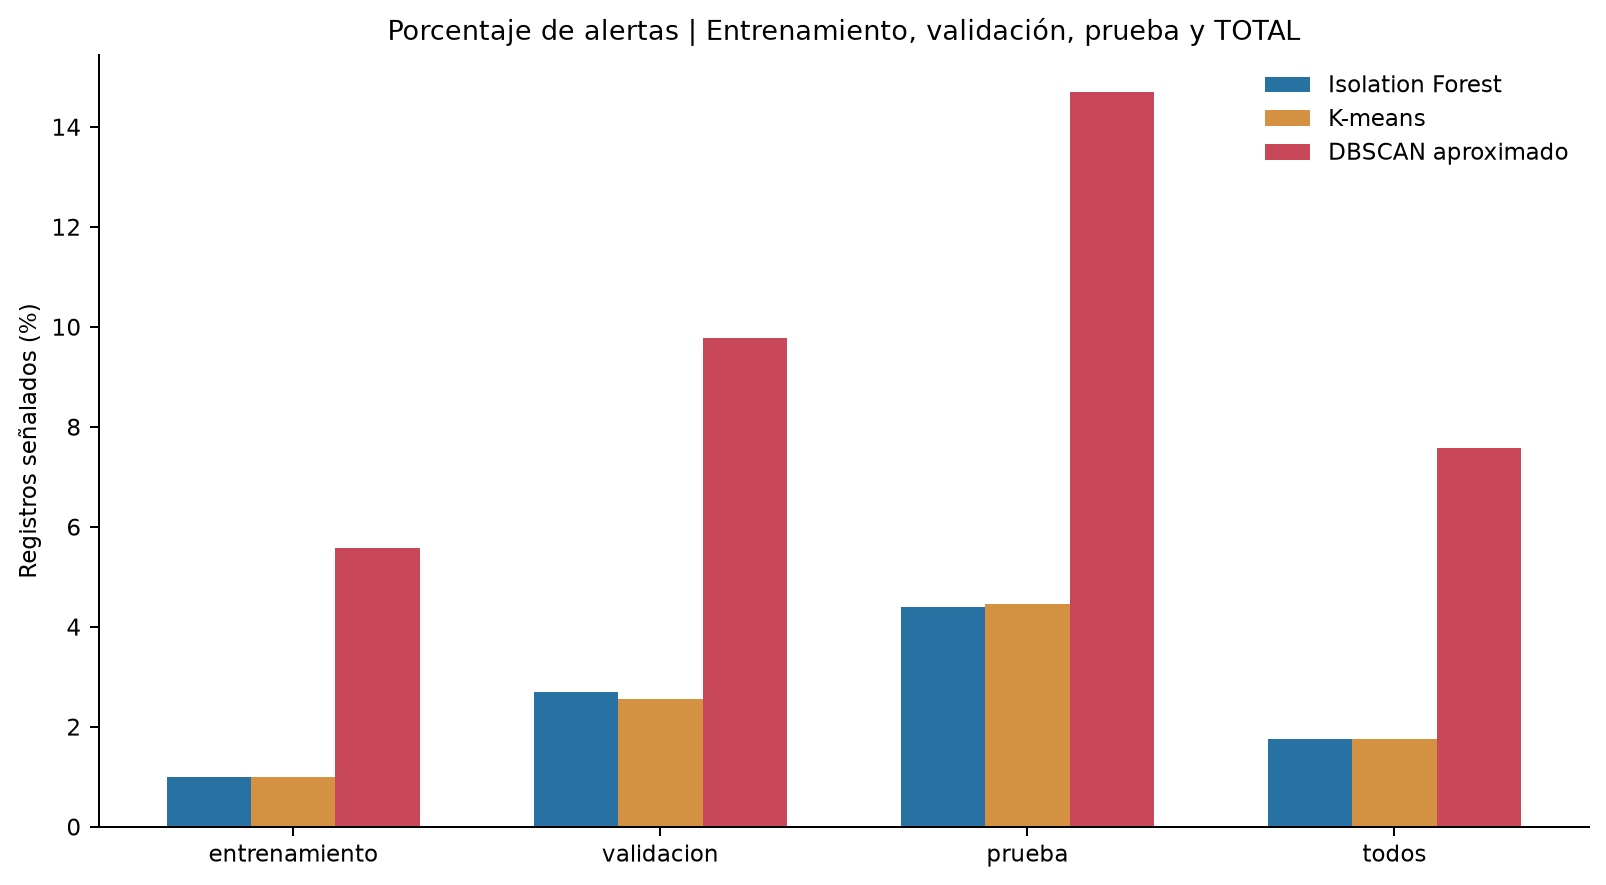 Porcentaje de alertas | Entrenamiento, validación, prueba y TOTAL
Isolation Forest
K-means
DBSCAN aproximado
Registros señalados (%)
14
12
10
8
6
4
2
0
entrenamiento
validacion
prueba
todos